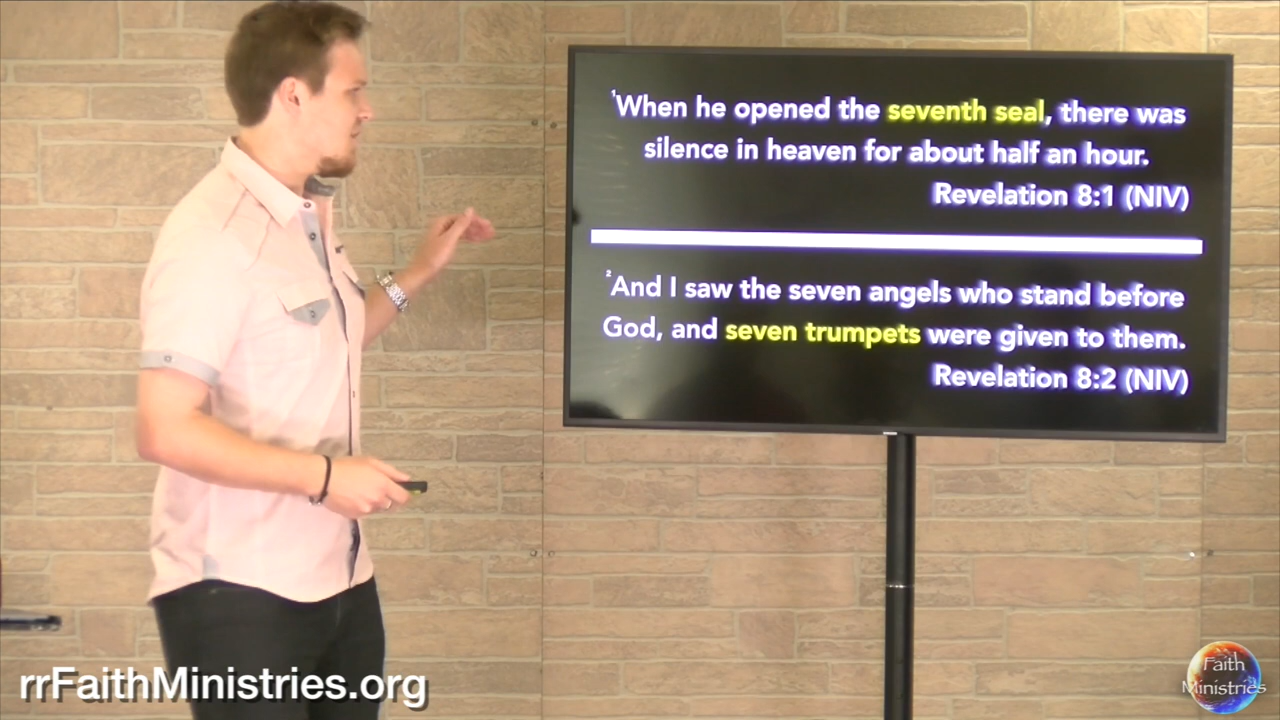 ¹When he opened the seventh seal, there was
silence in heaven for about half an hour.
Revelation 8:1 (NIV)
²And I saw the seven angels who stand before
God, and seven trumpets were given to them.
Revelation 8:2 (NIV)
rrFaithMinistries.org
Faith
Ministries